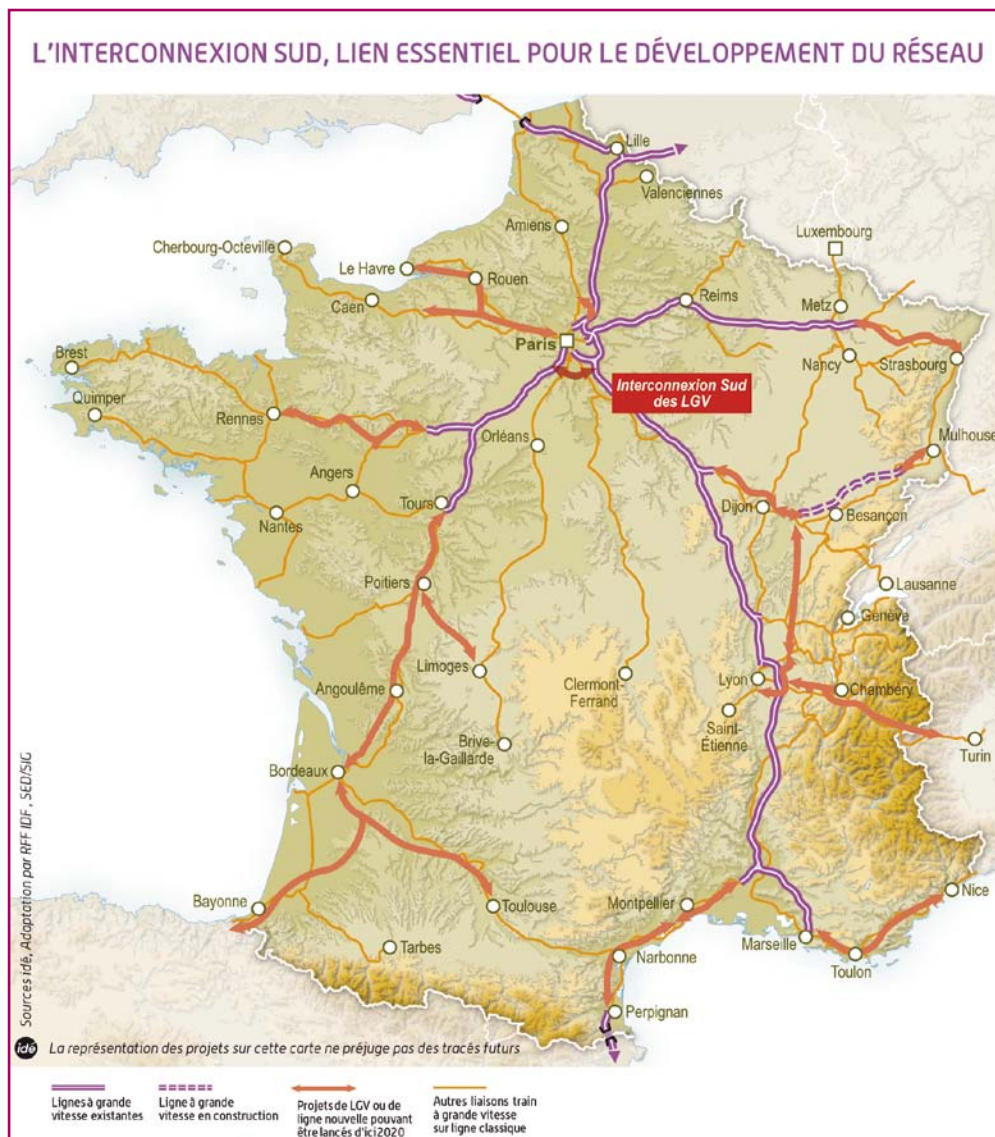 L'INTERCONNEXION SUD, LIEN ESSENTIEL POUR LE DÉVELOPPEMENT DU RÉSEAU
Lille
Valenciennes
Amiens
Luxembourg
Cherbourg-Octeville
Le Havre
Rouen
Reims
Metz
Caen
Paris
Nancy
Strasbourg
Brest
Interconnexion Sud
des LGV
Quimper
Rennes
Orléans
Mulhouse
Angers
Tours
Dijon
Besançon
Nantes
Lausanne
Poitiers
Genève
Limoges
Lyon
Clermont-
Ferrand
Chambéry
Angoulême
Saint-
Étienne
Brive-
la-Gaillarde
Turin
Bordeaux
Nice
Bayonne
Toulouse
Montpellier
Marseille
Tarbes
Narbonne
Toulon
Perpignan
Sources idé, Adaptation par RFF IDF , SED/SIG
idé La représentation des projets sur cette carte ne préjuge pas des tracés futurs
Lignes à grande
vitesse existantes
Ligne à grande
vitesse en construction
Projets de LGV ou de
ligne nouvelle pouvant
être lancés d'ici 2020
Autres liaisons train
à grande vitesse
sur ligne classique